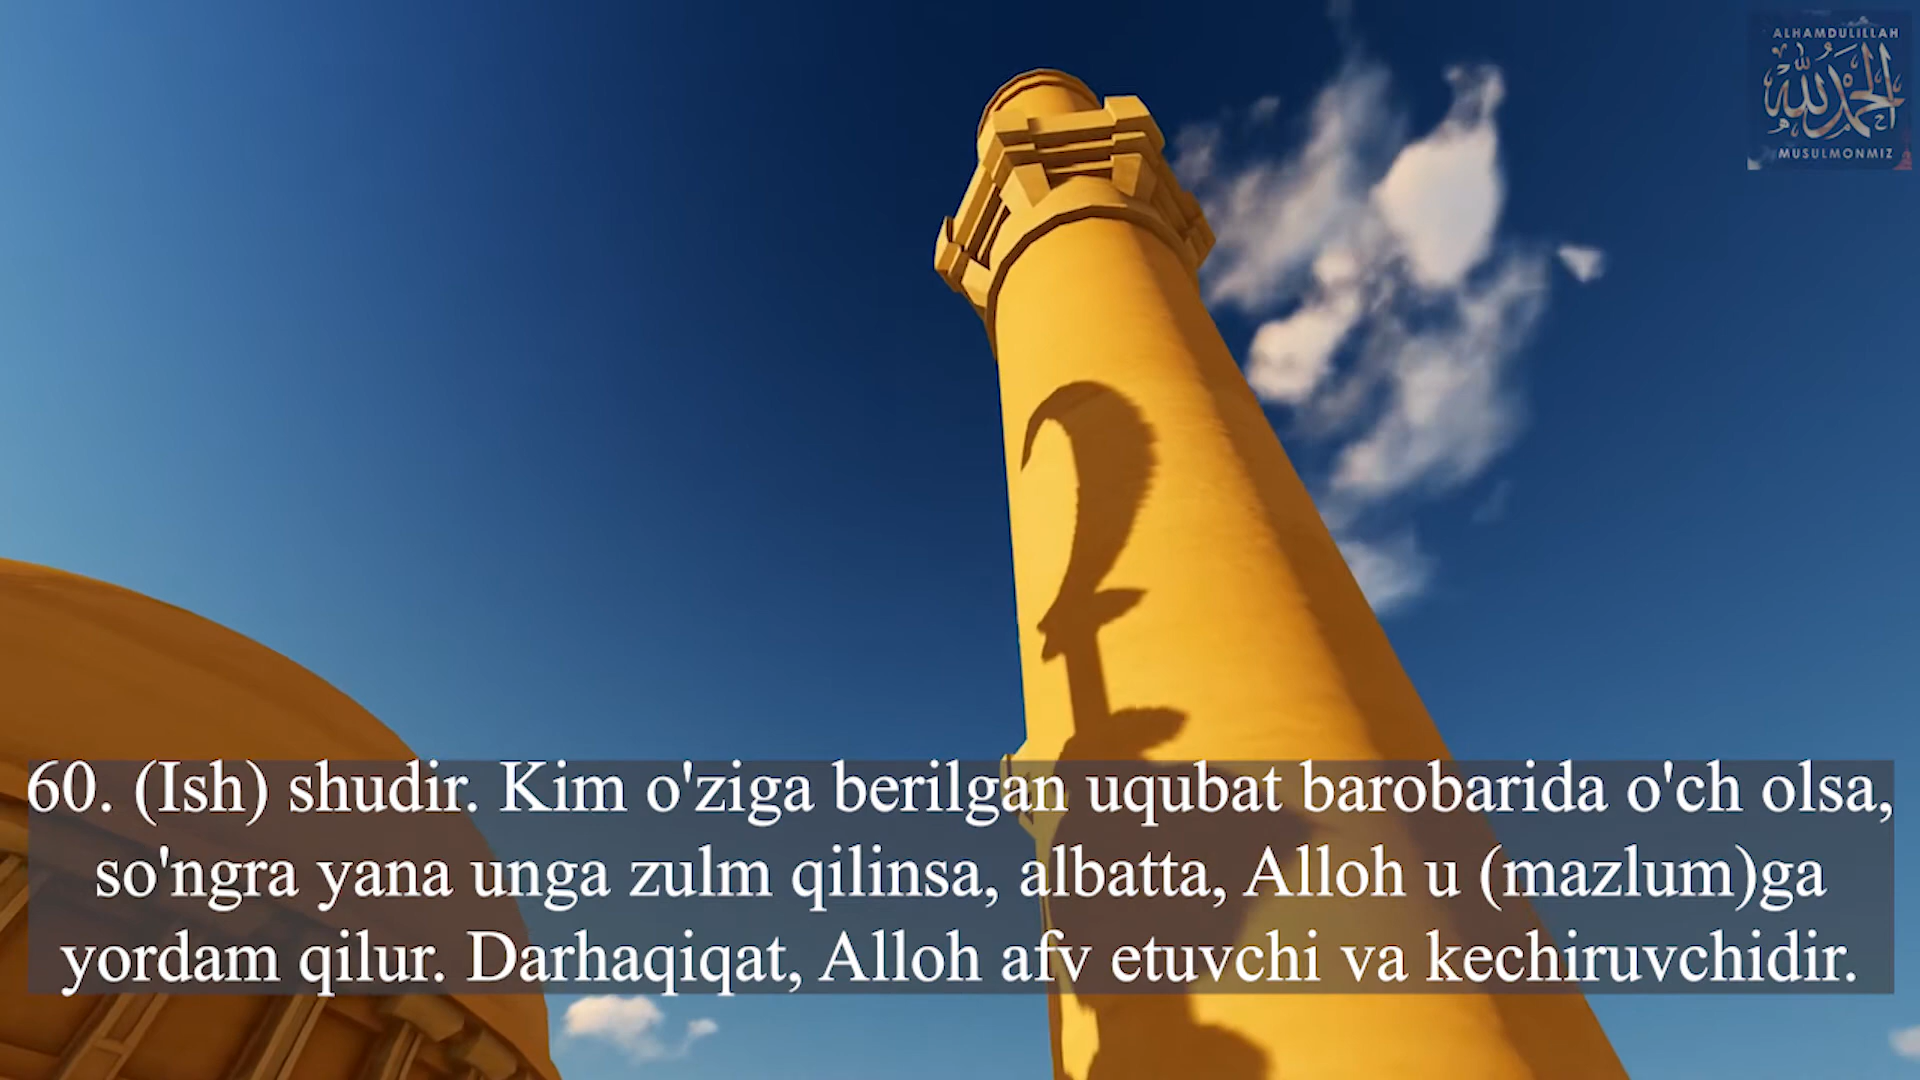 ALHAMDULILLAH
الحمد لله
MUSULMONMIZ
60. (Ish) shudir. Kim o'ziga berilgan uqubat barobarida o'ch olsa,
so'ngra yana unga zulm qilinsa, albatta, Alloh u (mazlum)ga
yordam qilur. Darhaqiqat, Alloh afv etuvchi va kechiruvchidir.